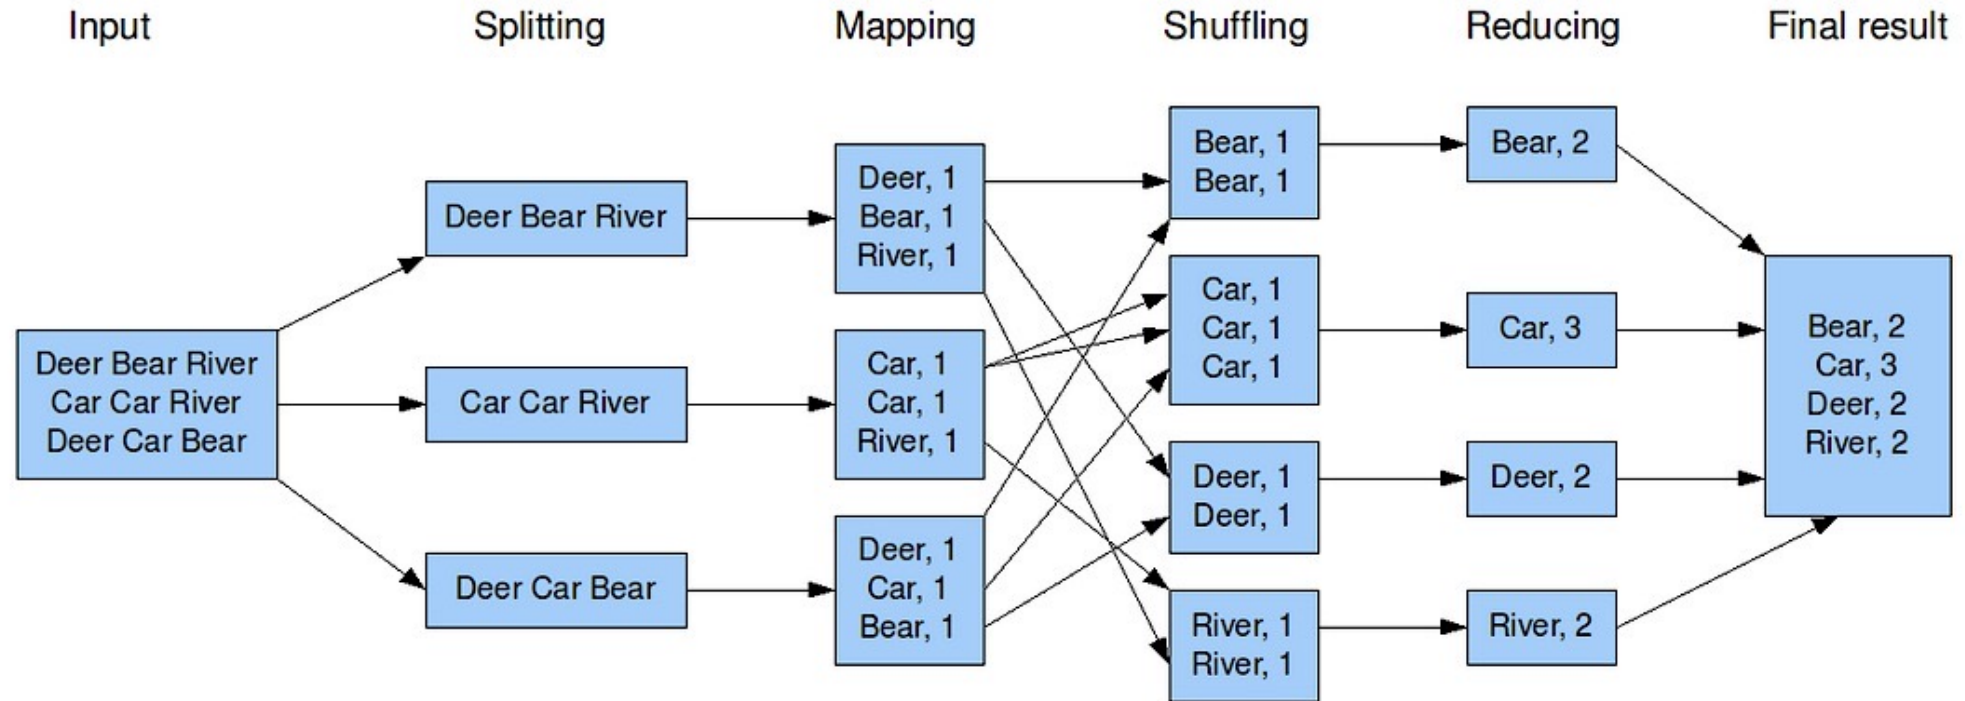 Input
Splitting
Mapping
Shuffling
Reducing
Final result
Deer Bear River
Car Car River
Deer Car Bear
Deer Bear River
Car Car River
Deer Car Bear
Deer, 1
Bear, 1
River, 1
Car, 1
Car, 1
River, 1
Deer, 1
Car, 1
Bear, 1
Bear, 1
Bear, 1
Car, 1
Car, 1
Car, 1
Deer, 1
Deer, 1
River, 1
River, 1
Bear, 2
Car, 3
Deer, 2
River, 2
Bear, 2
Car, 3
Deer, 2
River, 2